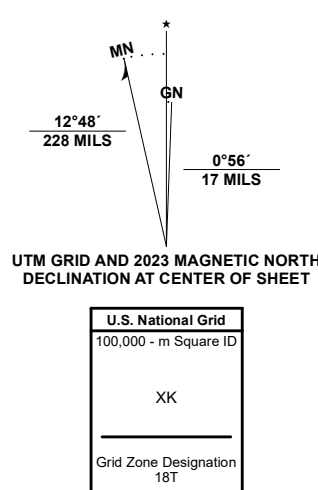 MN
GN
12°48´
228 MILS
0°56´
17 MILS
UTM GRID AND 2023 MAGNETIC NORTH
DECLINATION AT CENTER OF SHEET
U.S. National Grid
100,000 - m Square ID
XK
Grid Zone Designation
18T